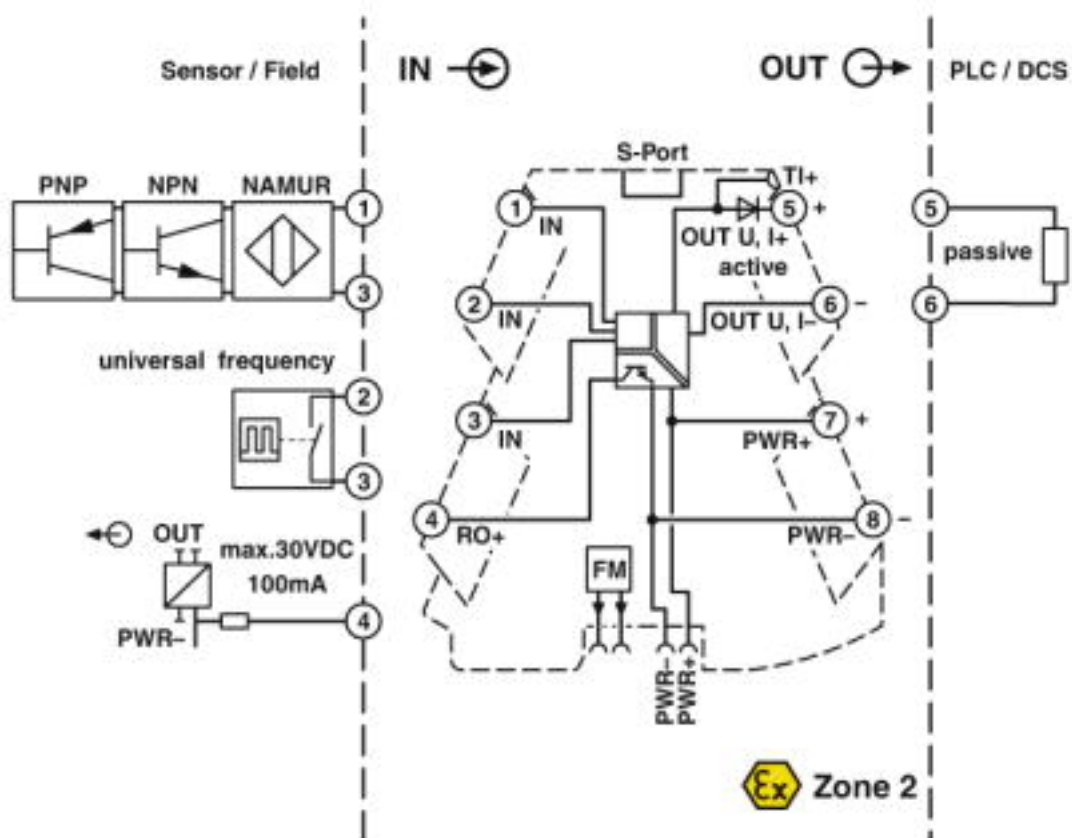 Sensor / Field
IN
OUT
PLC / DCS
PNP
NPN
NAMUR
1
3
universal frequency
2
3
OUT
max.30VDC
100mA
PWR–
4
S-Port
TI+
1
IN
5
+
OUT U, I+
active
2
IN
6
–
OUT U, I–
3
IN
7
+
PWR+
4
RO+
8
–
PWR–
FM
PWR–
PWR+
5
passive
6
Ex
Zone 2